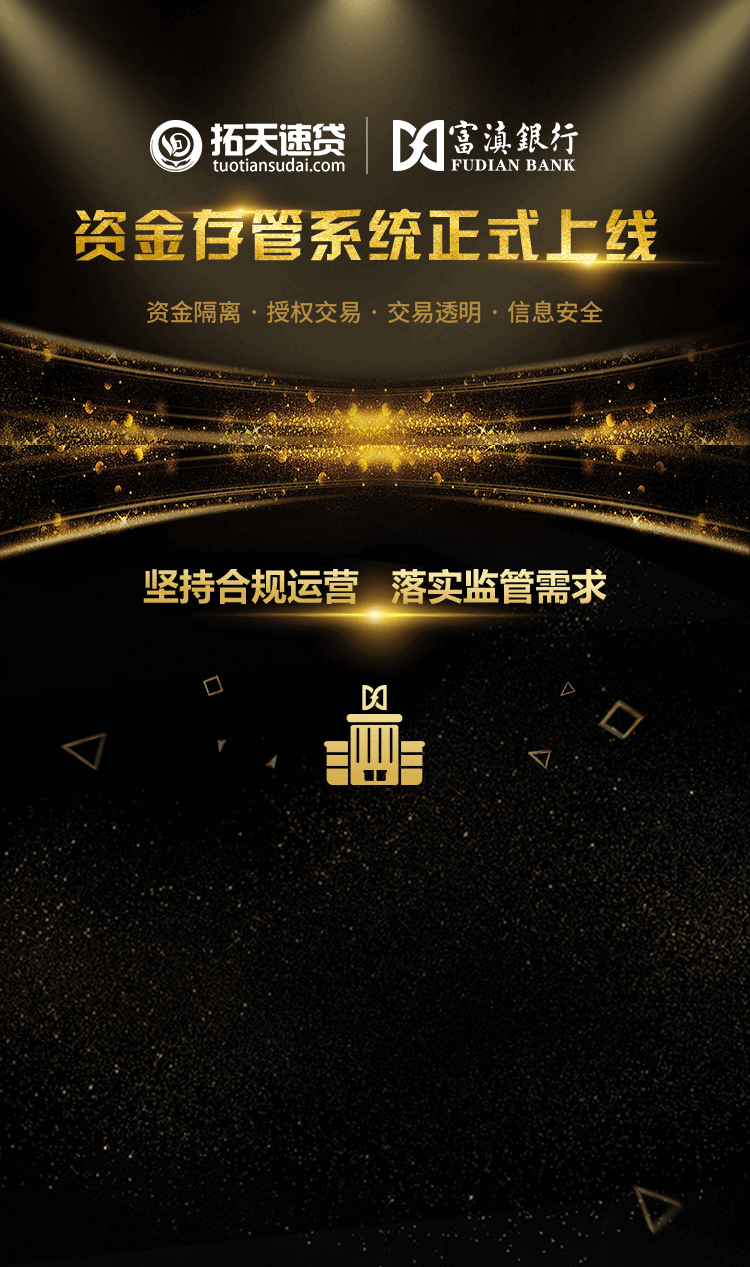 拓天速贷
tuotiansudai.com
富滇銀行
FUDIAN BANK
资金存管系统正式上线
资金隔离 · 授权交易 · 交易透明 · 信息安全
坚持合规运营 落实监管需求